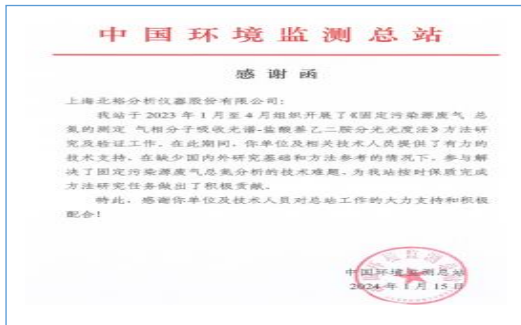 中国环境监测总站
感谢函
上海北裕分析仪器股份有限公司：
我站于 2023 年 1 月至 4 月组织开展了《固定污染源废气 总
氮的测定 气相分子吸收光谱-盐酸萘乙二胺分光光度法》方法研
究及验证工作。在此期间，你单位及相关技术人员提供了有力的
技术支持。在缺少国内外研究基础和方法参考的情况下，参与解
决了固定污染源废气总氮分析的技术难题，为我站按时保质完成
方法研究任务做出了积极贡献。
特此，感谢你单位及技术人员对总站工作的大力支持和积极
配合！
中国环境监测总站
2024 年 1 月 15 日